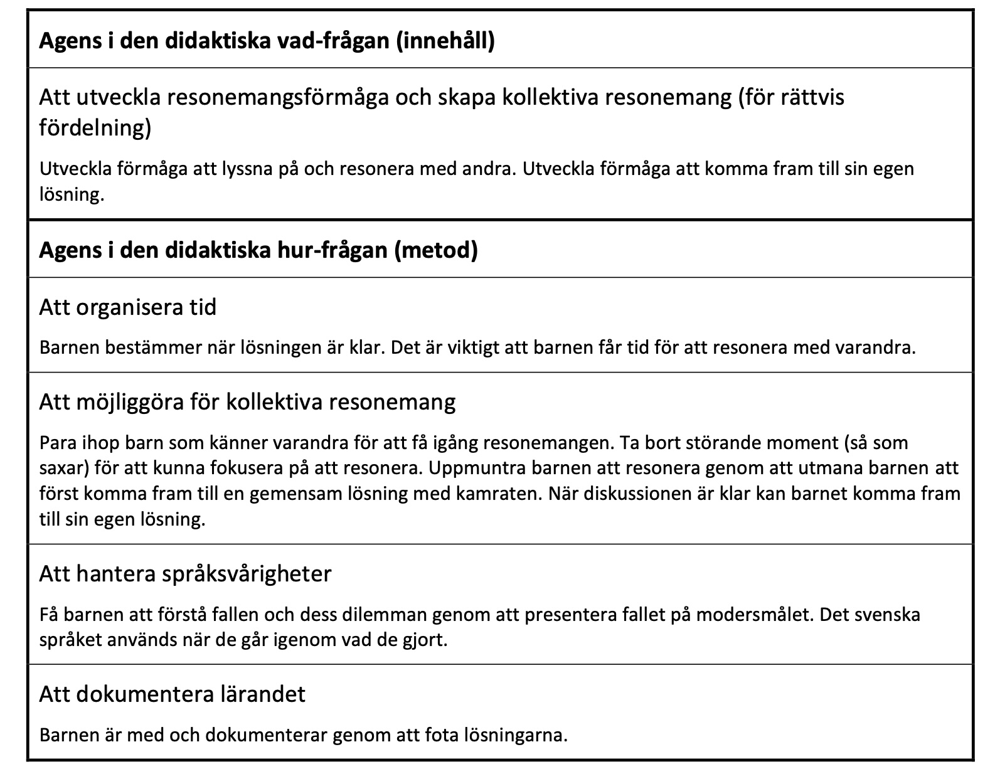 Agens i den didaktiska vad-frågan (innehåll)
Att utveckla resonemangsförmåga och skapa kollektiva resonemang (för rättvis
fördelning)
Utveckla förmåga att lyssna på och resonera med andra. Utveckla förmåga att komma fram till sin egen
lösning.
Agens i den didaktiska hur-frågan (metod)
Att organisera tid
Barnen bestämmer när lösningen är klar. Det är viktigt att barnen får tid för att resonera med varandra.
Att möjliggöra för kollektiva resonemang
Para ihop barn som känner varandra för att få igång resonemangen. Ta bort störande moment (så som
saxar) för att kunna fokusera på att resonera. Uppmuntra barnen att resonera genom att utmana barnen att
först komma fram till en gemensam lösning med kamraten. När diskussionen är klar kan barnet komma fram
till sin egen lösning.
Att hantera språksvårigheter
Få barnen att förstå fallen och dess dilemman genom att presentera fallet på modersmålet. Det svenska
språket används när de går igenom vad de gjort.
Att dokumentera lärandet
Barnen är med och dokumenterar genom att fota lösningarna.